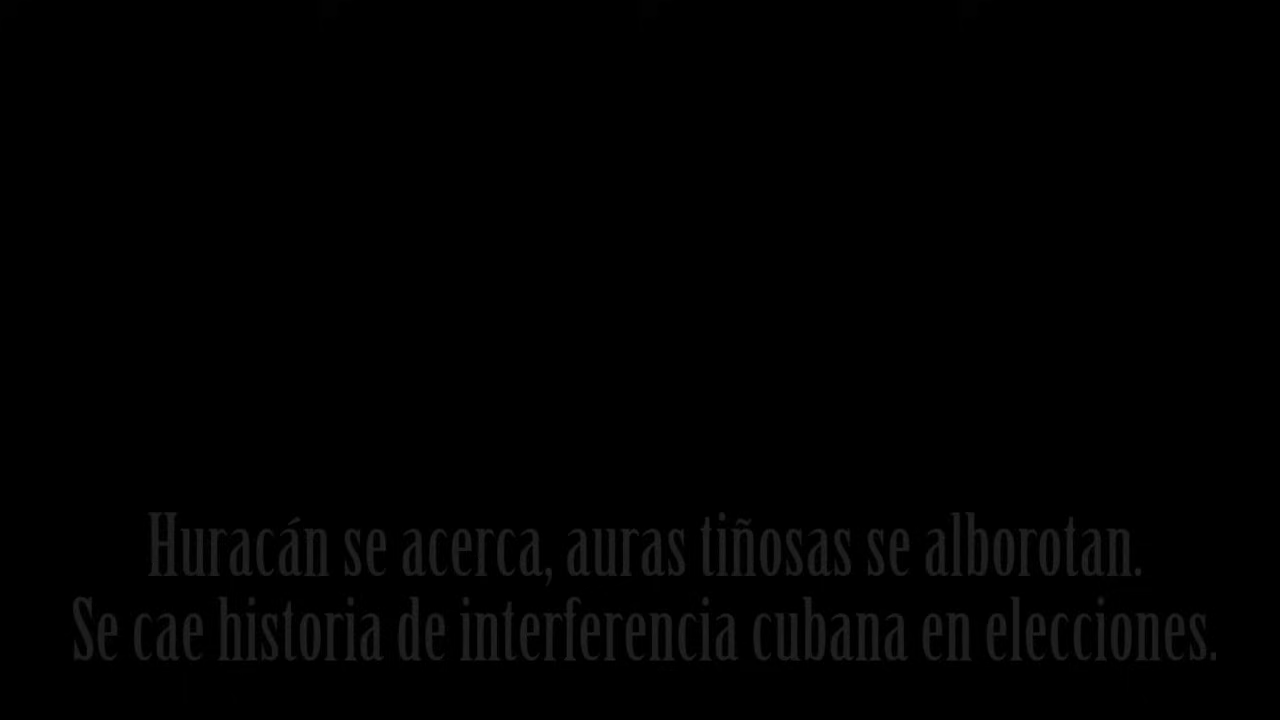 Huracán se acerca, auras tiñosas se alborotan.
Se cae historia de interferencia cubana en elecciones.